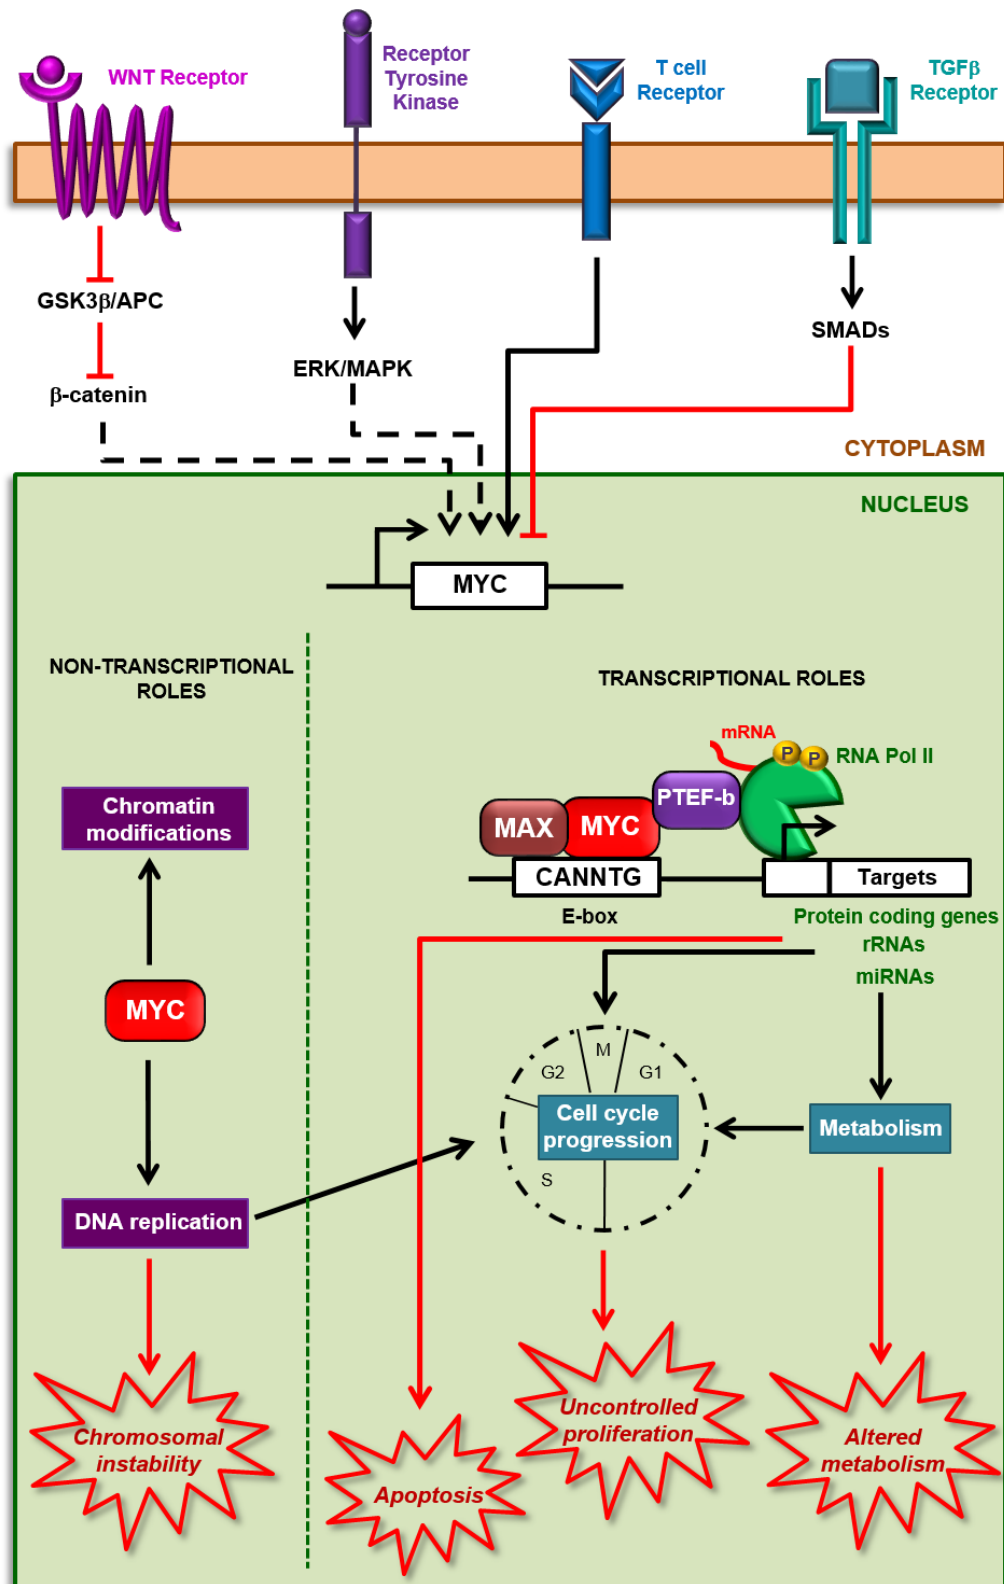 WNT Receptor
Receptor
Tyrosine
Kinase
T cell
Receptor
TGFβ
Receptor
GSK3β/APC
β-catenin
ERK/MAPK
SMADs
CYTOPLASM
NUCLEUS
MYC
NON-TRANSCRIPTIONAL
ROLES
TRANSCRIPTIONAL ROLES
mRNA
P
P
RNA Pol II
PTEF-b
MAX
MYC
CANNTG
Targets
E-box
Protein coding genes
rRNAs
miRNAs
Chromatin
modifications
MYC
DNA replication
M
G2
G1
S
Cell cycle
progression
Metabolism
Chromosomal
instability
Apoptosis
Uncontrolled
proliferation
Altered
metabolism